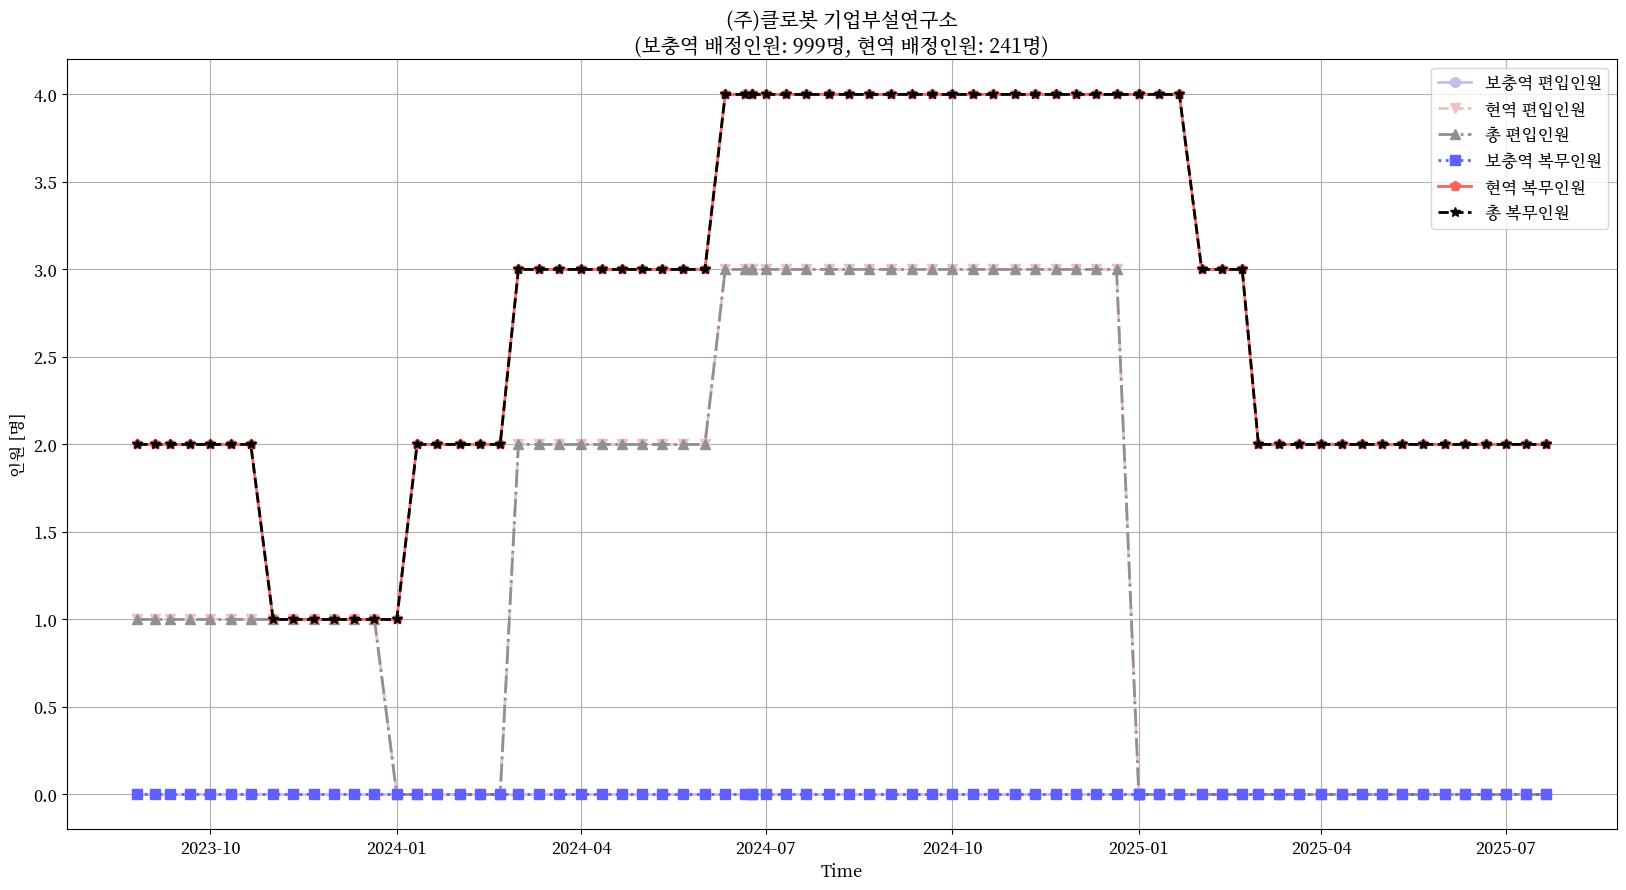 (주)클로봇 기업부설연구소
(보충역 배정인원: 999명, 현역 배정인원: 241명)
보충역 편입인원
현역 편입인원
총 편입인원
보충역 복무인원
현역 복무인원
총 복무인원
인원 [명]
4.0
3.5
3.0
2.5
2.0
1.5
1.0
0.5
0.0
2023-10
2024-01
2024-04
2024-07
2024-10
2025-01
2025-04
2025-07
Time